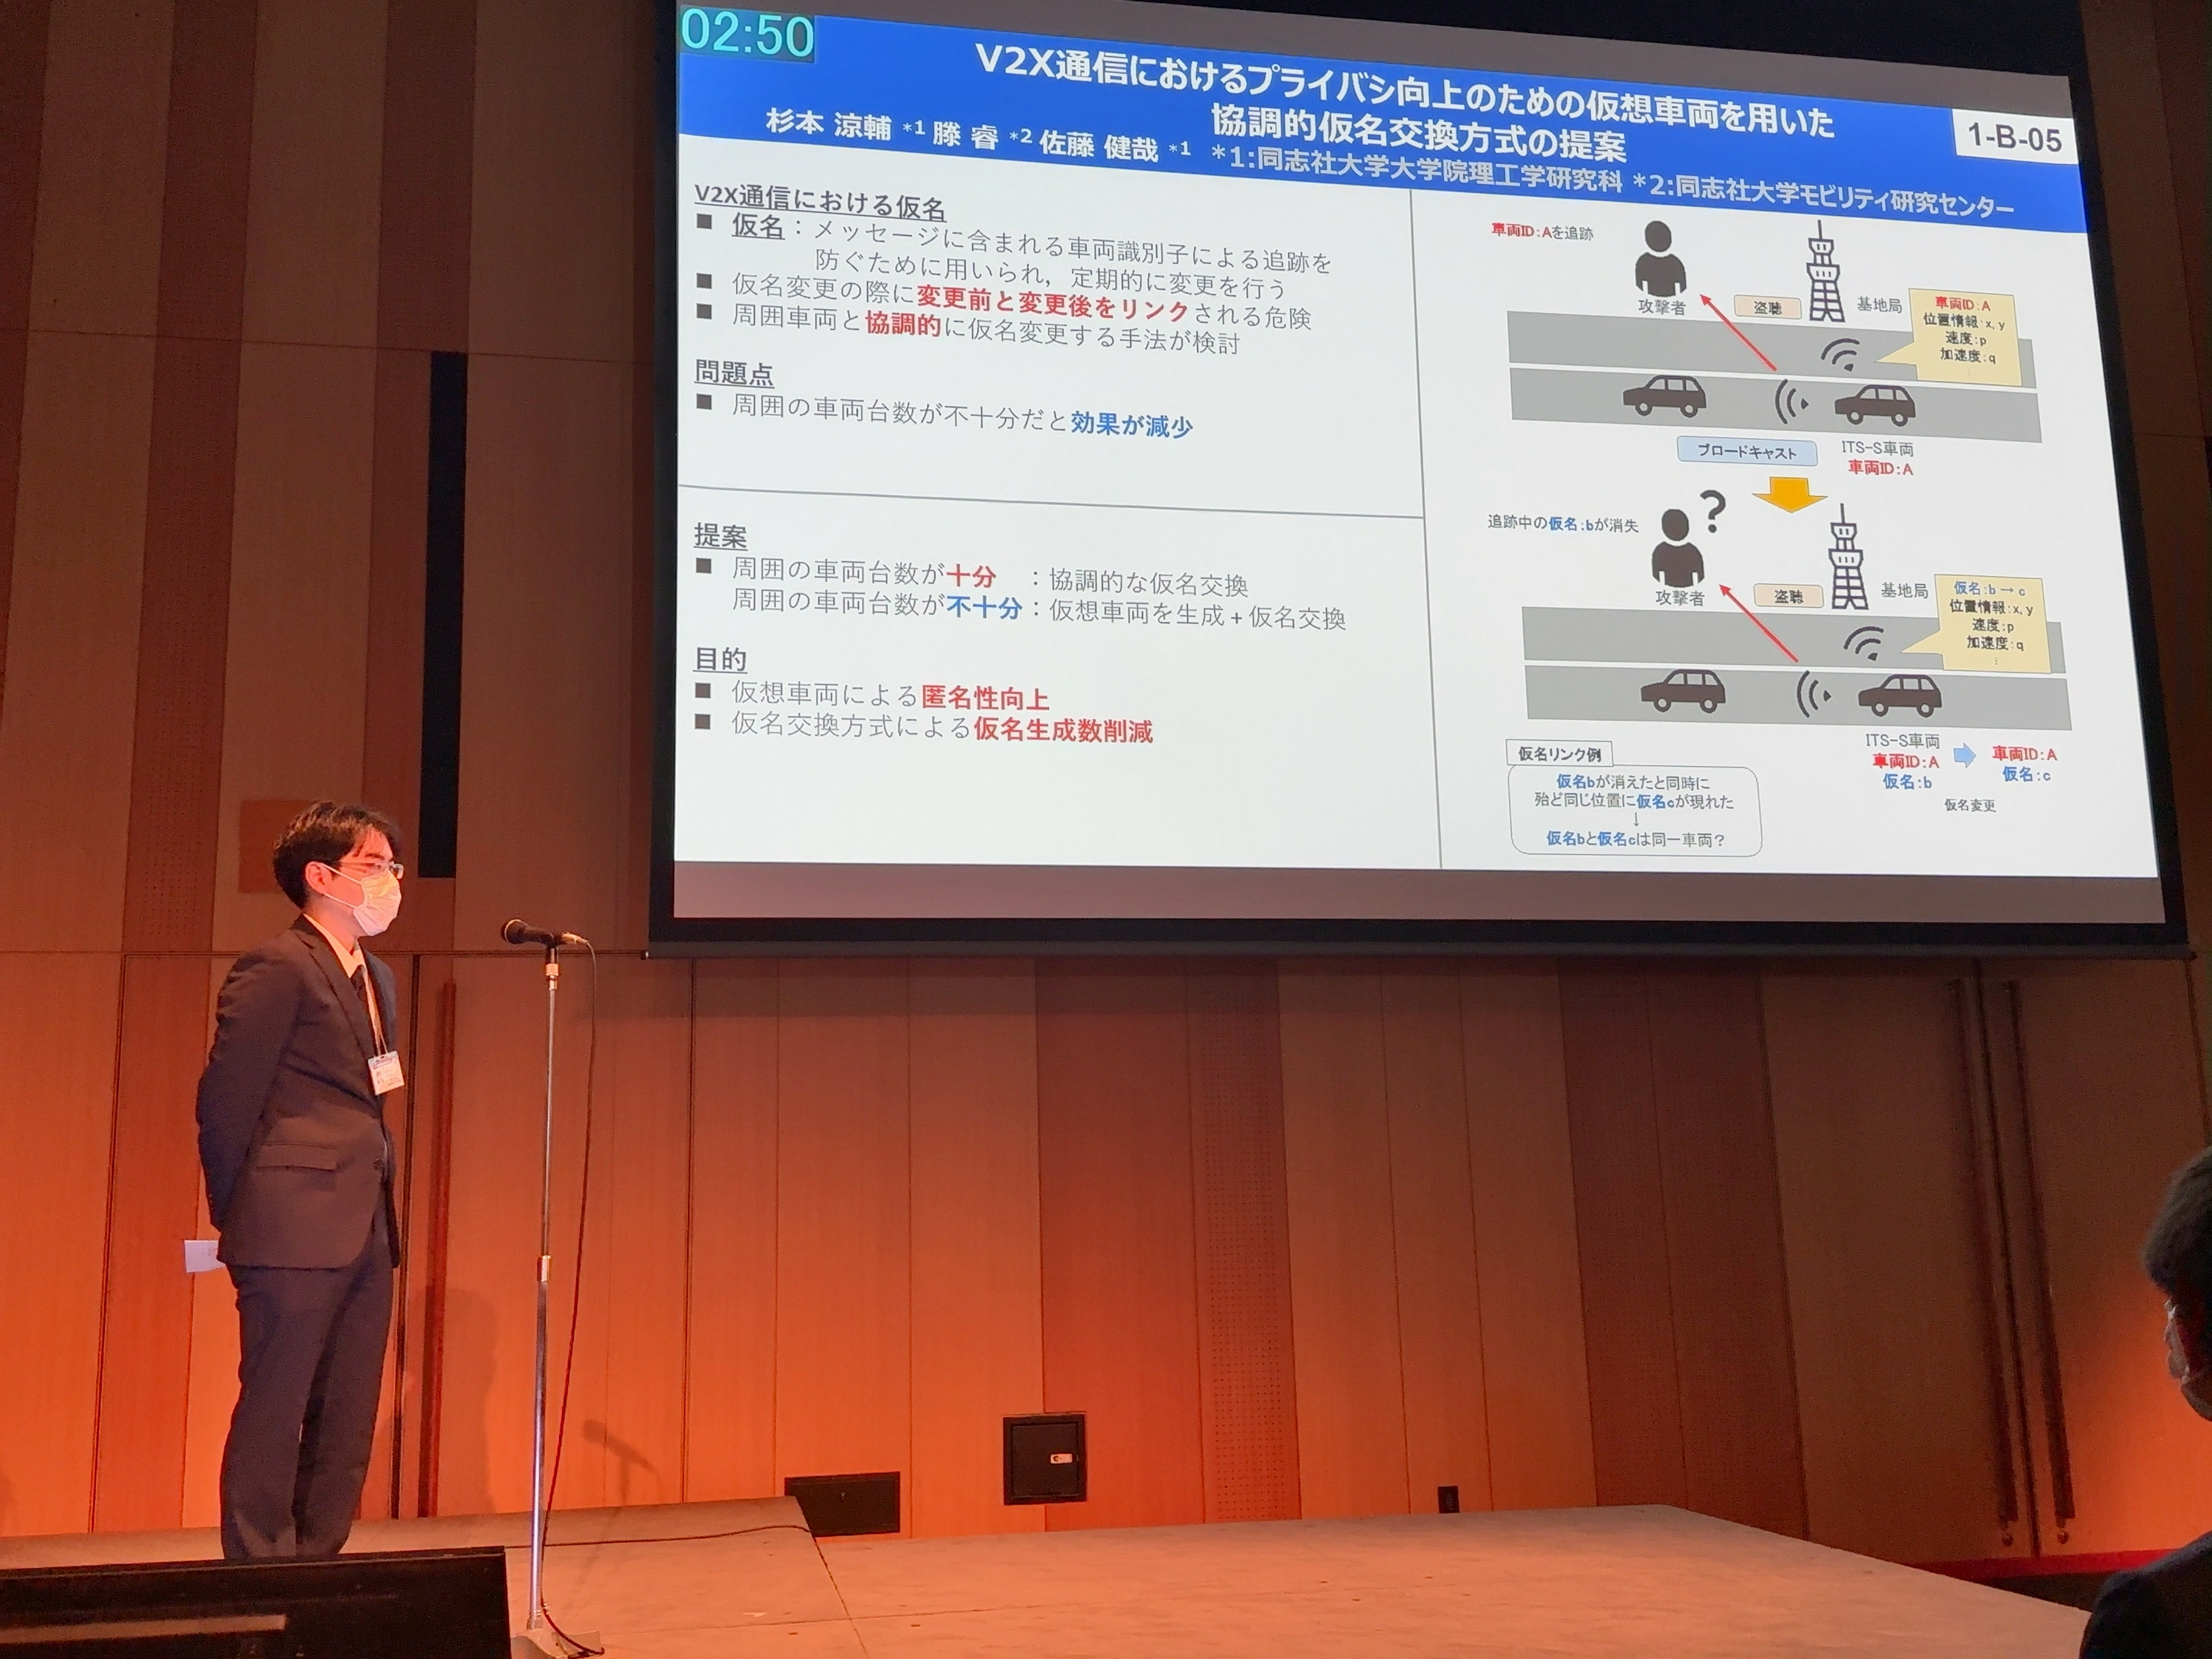 02:50
V2X通信におけるプライバシ向上のための仮想車両を用いた
協調的仮名交換方式の提案
1-B-05
杉本 涼輔 *1 滕 睿 *2 佐藤 健哉 *1 *1:同志社大学大学院理工学研究科 *2:同志社大学モビリティ研究センター
V2X通信における仮名
■ 仮名：メッセージに含まれる車両識別子による追跡を
防ぐために用いられ，定期的に変更を行う
■ 仮名変更の際に変更前と変更後をリンクされる危険
■ 周囲車両と協調的に仮名変更する手法が検討
問題点
■ 周囲の車両台数が不十分だと効果が減少
提案
■ 周囲の車両台数が十分 ：協調的な仮名交換
周囲の車両台数が不十分：仮想車両を生成＋仮名交換
目的
■ 仮想車両による匿名性向上
■ 仮名交換方式による仮名生成数削減
車両ID:Aを追跡
攻撃者
盗聴
基地局
車両ID:A
位置情報:x,y
速度:p
加速度:q
⋮
ブロードキャスト
ITS-S車両
車両ID:A
追跡中の仮名:bが消失
?
攻撃者
盗聴
基地局
仮名:b→c
位置情報:x,y
速度:p
加速度:q
⋮
ITS-S車両
車両ID:A
仮名:b
車両ID:A
仮名:c
仮名変更
仮名リンク例
仮名bが消えたと同時に
殆ど同じ位置に仮名cが現れた
↓
仮名bと仮名cは同一車両？